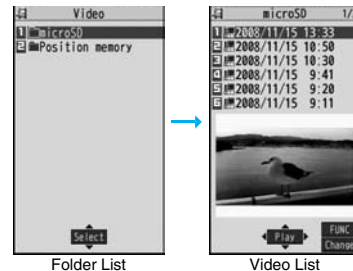 Video
1 microSD
2 Position memory
Select
Folder List
microSD 1/
1 2008/11/15 13:33
2 2008/11/15 10:50
3 2008/11/15 10:30
4 2008/11/15 9:41
5 2008/11/15 9:20
6 2008/11/15 9:11
Play
FUNC
Change
Video List